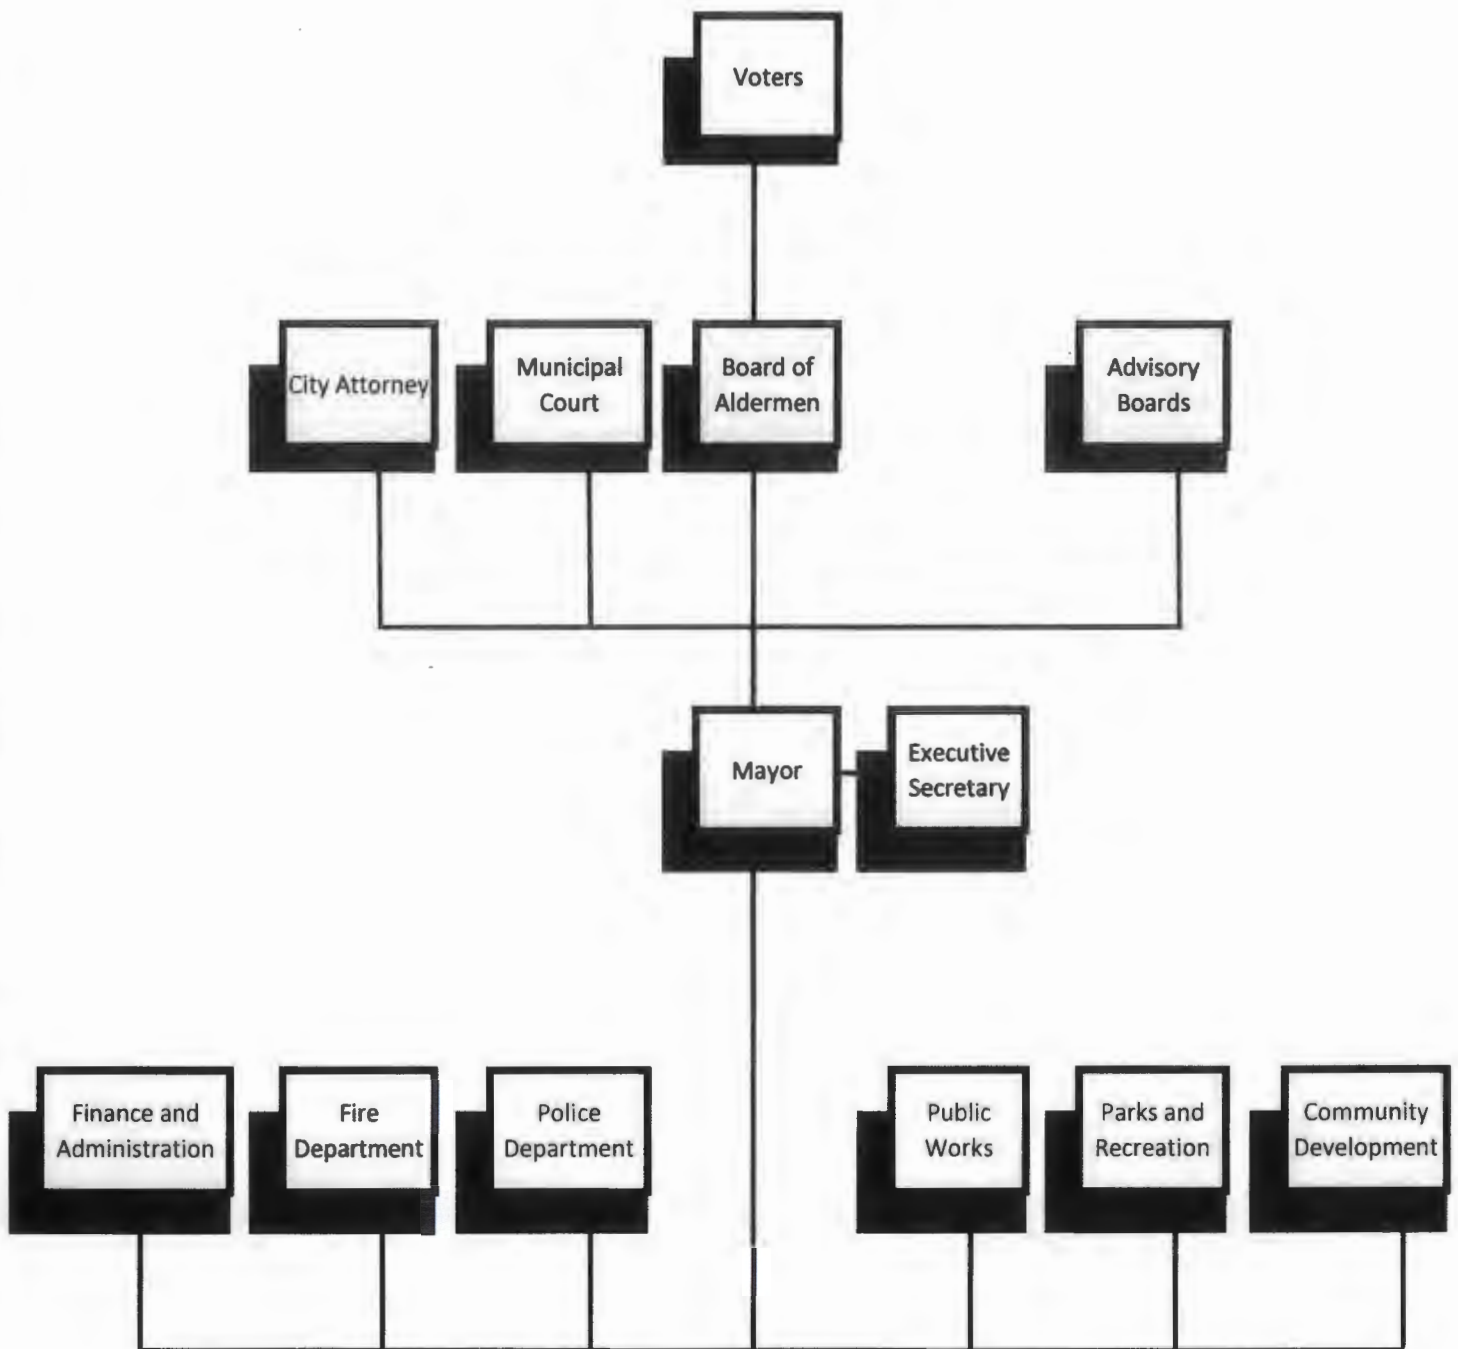 Voters
City Attorney
Municipal
Court
Board of
Aldermen
Advisory
Boards
Mayor
Executive
Secretary
Finance and
Administration
Fire
Department
Police
Department
Public
Works
Parks and
Recreation
Community
Development